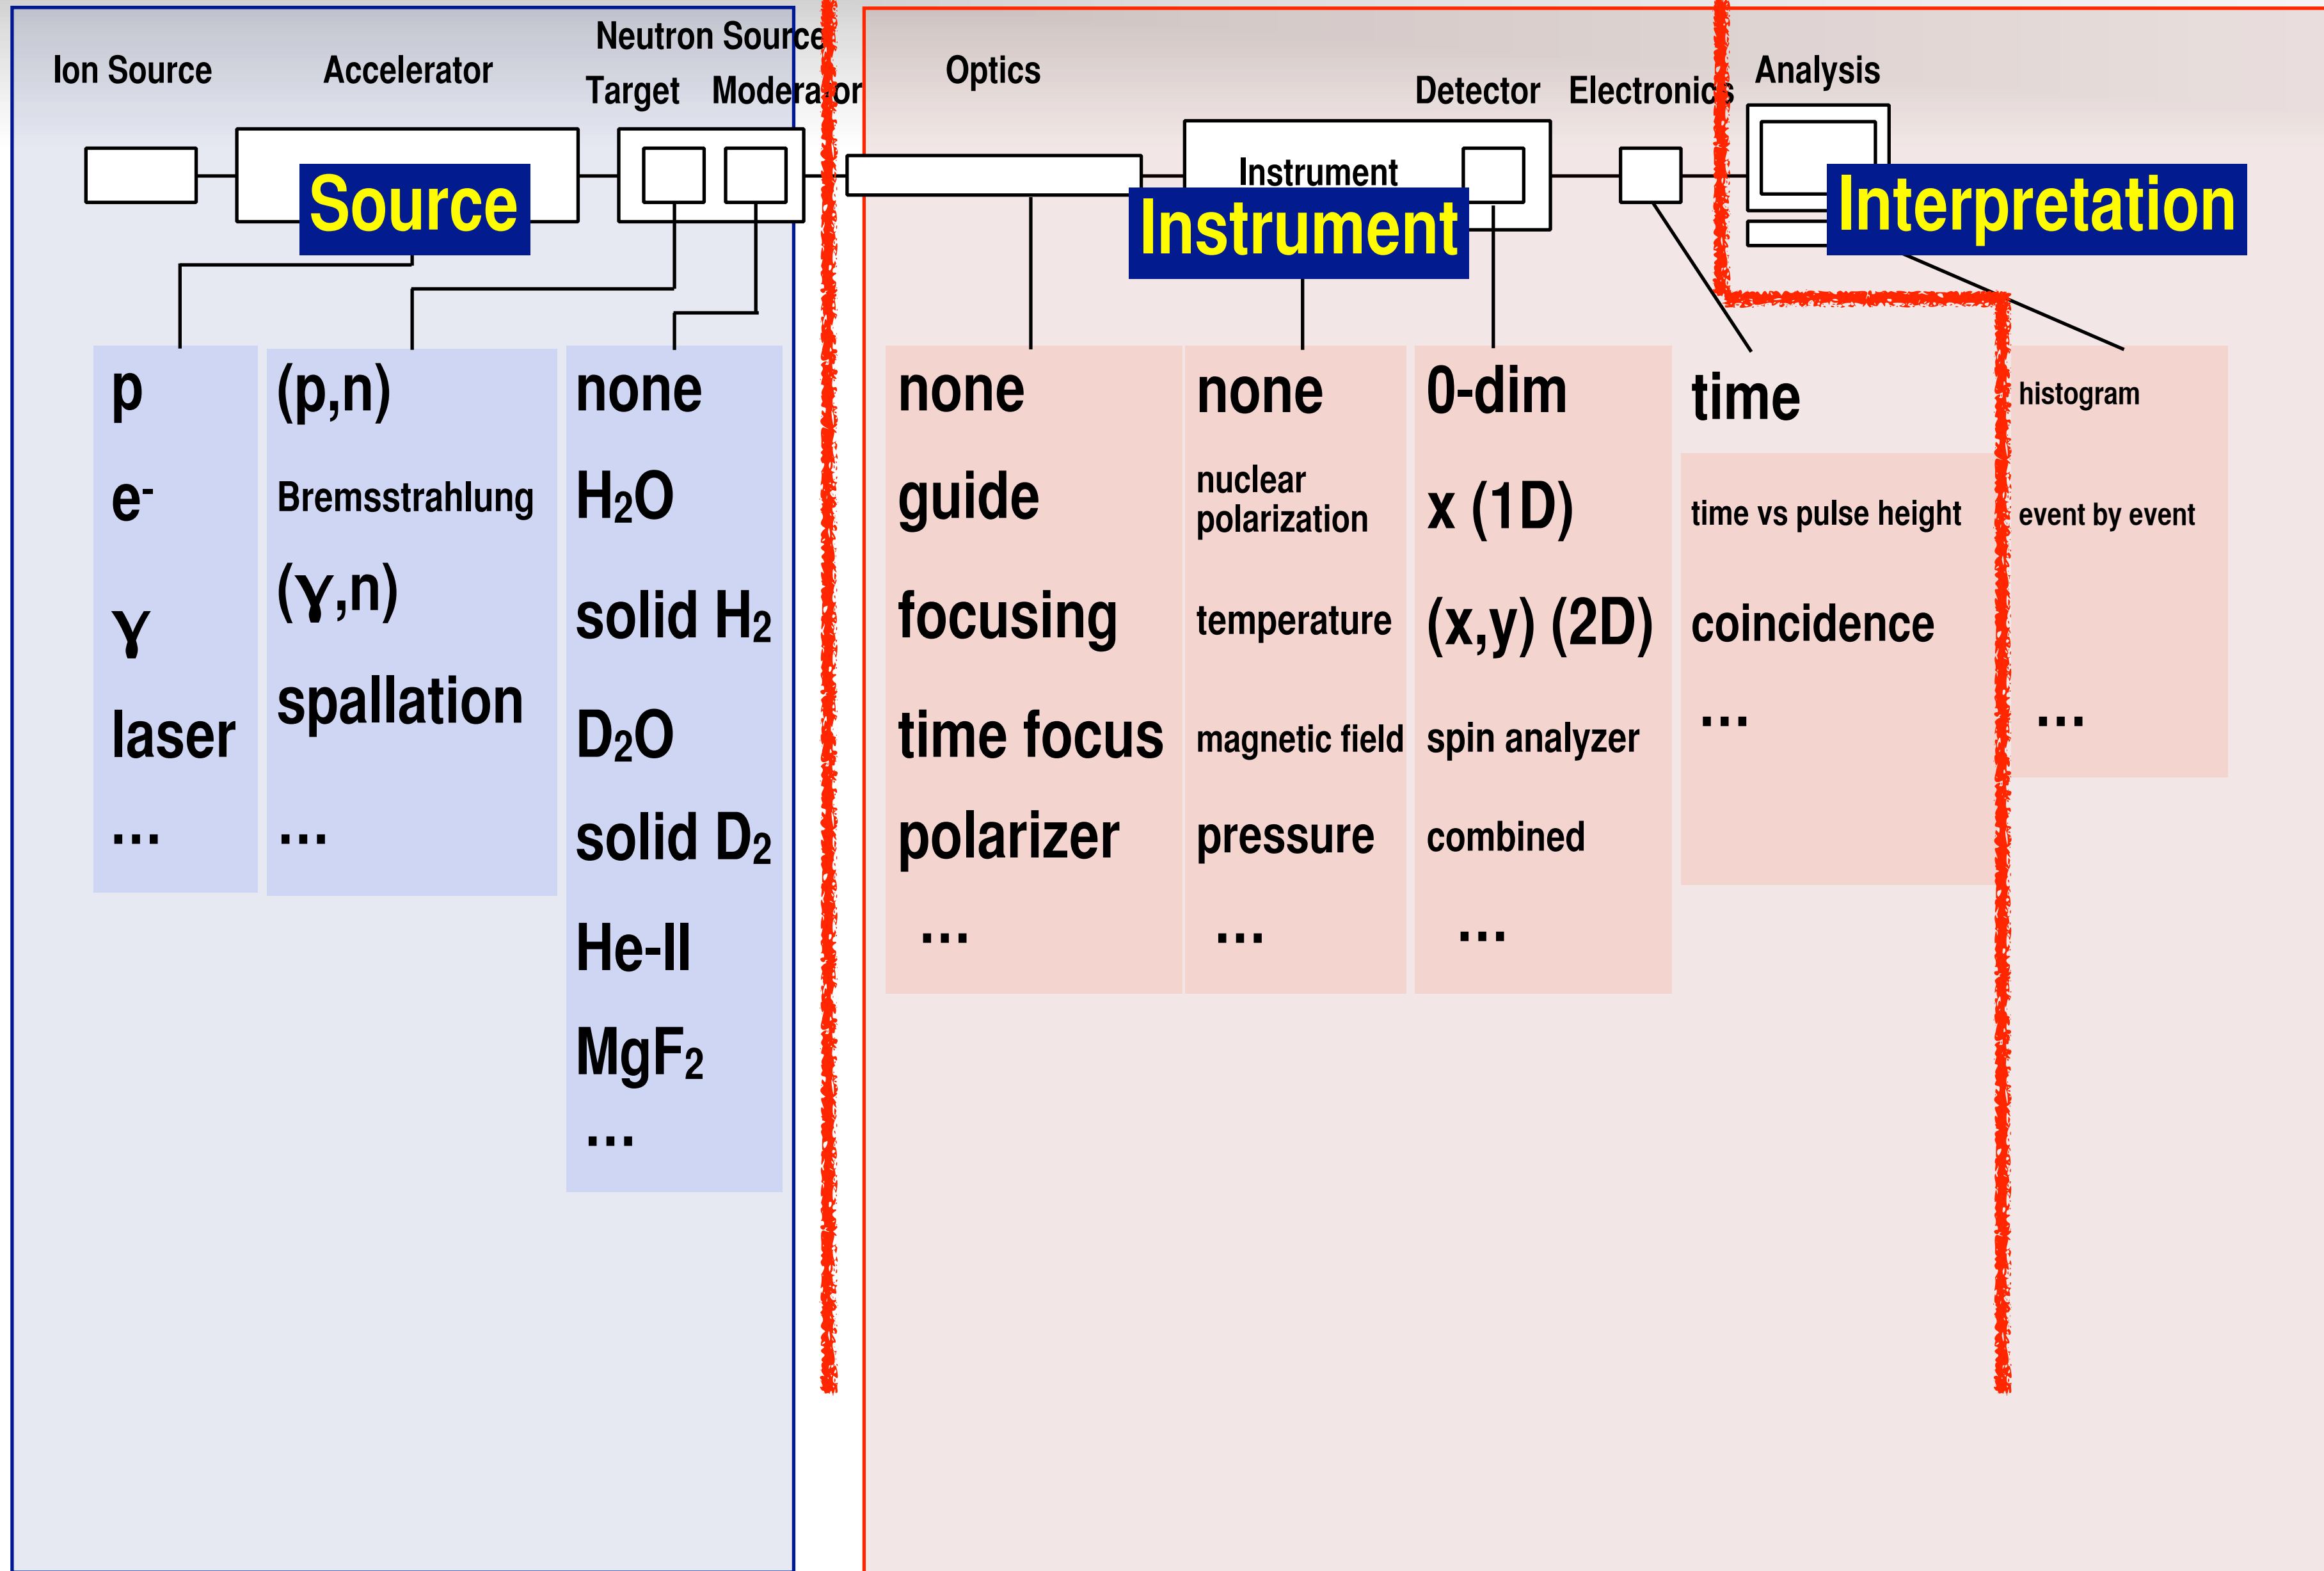 Neutron Source
Ion Source
Accelerator
Target
Moderator
Optics
Detector
Electronics
Analysis
Instrument
Source
Instrument
Interpretation
p
e-
γ
laser
...
(p,n)
Bremsstrahlung
(γ,n)
spallation
...
none
H2O
solid H2
D2O
solid D2
He-II
MgF2
...
none
guide
focusing
time focus
polarizer
...
none
nuclear
polarization
temperature
magnetic field
pressure
...
0-dim
x (1D)
(x,y) (2D)
spin analyzer
combined
...
time
time vs pulse height
coincidence
...
histogram
event by event
...